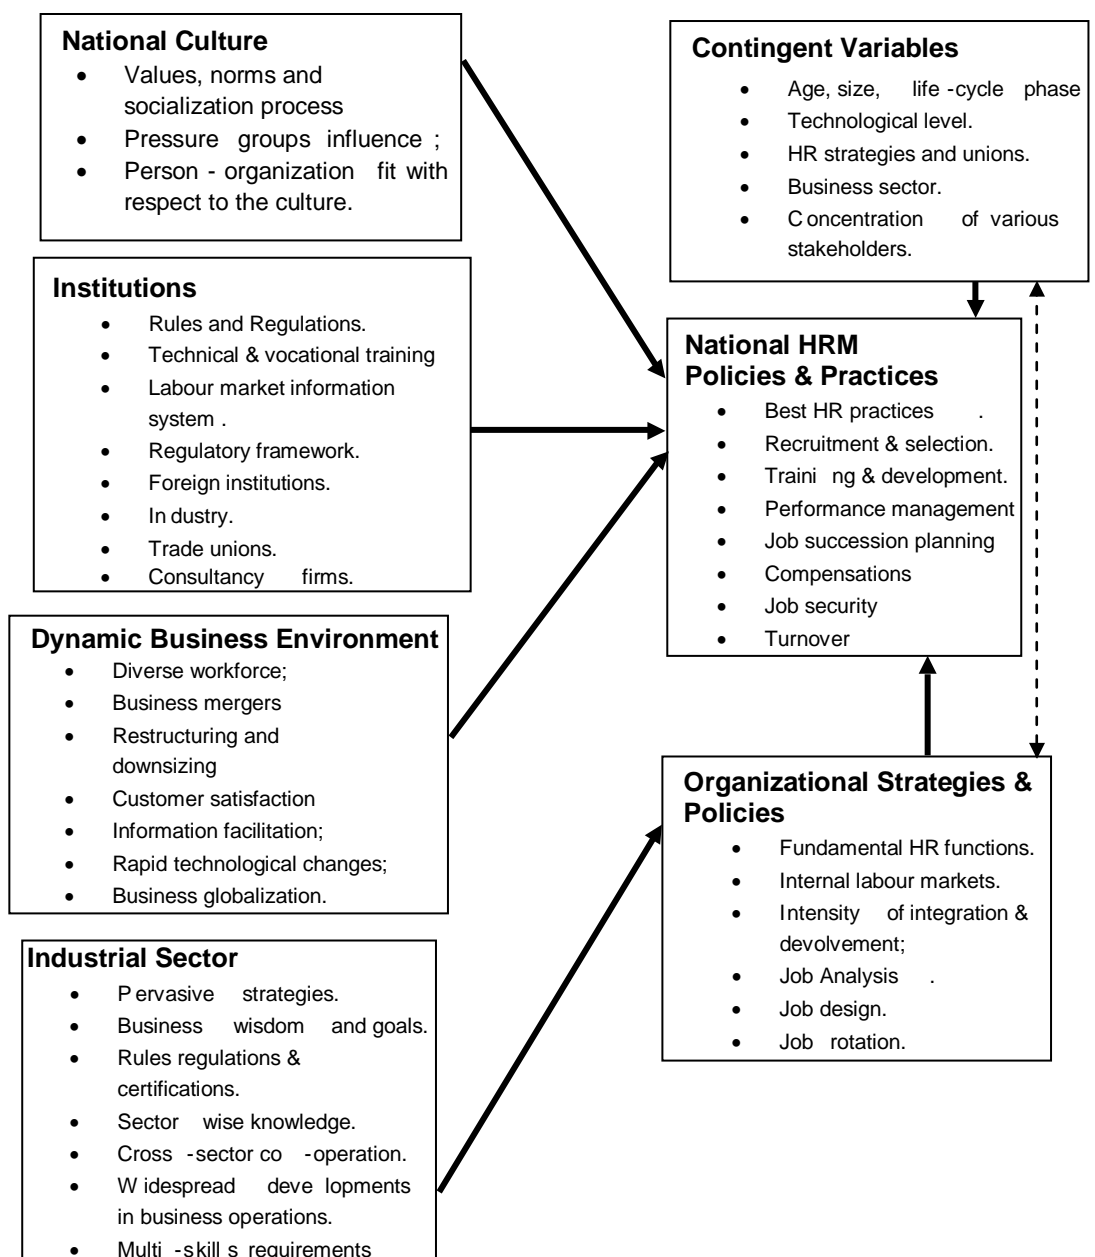 National Culture
• Values, norms and
socialization process
• Pressure groups influence ;
• Person - organization fit with
respect to the culture.
Institutions
• Rules and Regulations.
• Technical & vocational training
• Labour market information
system .
• Regulatory framework.
• Foreign institutions.
• In dustry.
• Trade unions.
• Consultancy firms.
Dynamic Business Environment
• Diverse workforce;
• Business mergers
• Restructuring and
downsizing
• Customer satisfaction
• Information facilitation;
• Rapid technological changes;
• Business globalization.
Industrial Sector
• P ervasive strategies.
• Business wisdom and goals.
• Rules regulations &
certifications.
• Sector wise knowledge.
• Cross -sector co -operation.
• W idespread deve lopments
in business operations.
• Multi -skill s requirements
Contingent Variables
• Age, size, life -cycle phase
• Technological level.
• HR strategies and unions.
• Business sector.
• C oncentration of various
stakeholders.
National HRM
Policies & Practices
• Best HR practices .
• Recruitment & selection.
• Traini ng & development.
• Performance management
• Job succession planning
• Compensations
• Job security
• Turnover
Organizational Strategies &
Policies
• Fundamental HR functions.
• Internal labour markets.
• Intensity of integration &
devolvement;
• Job Analysis .
• Job design.
• Job rotation.